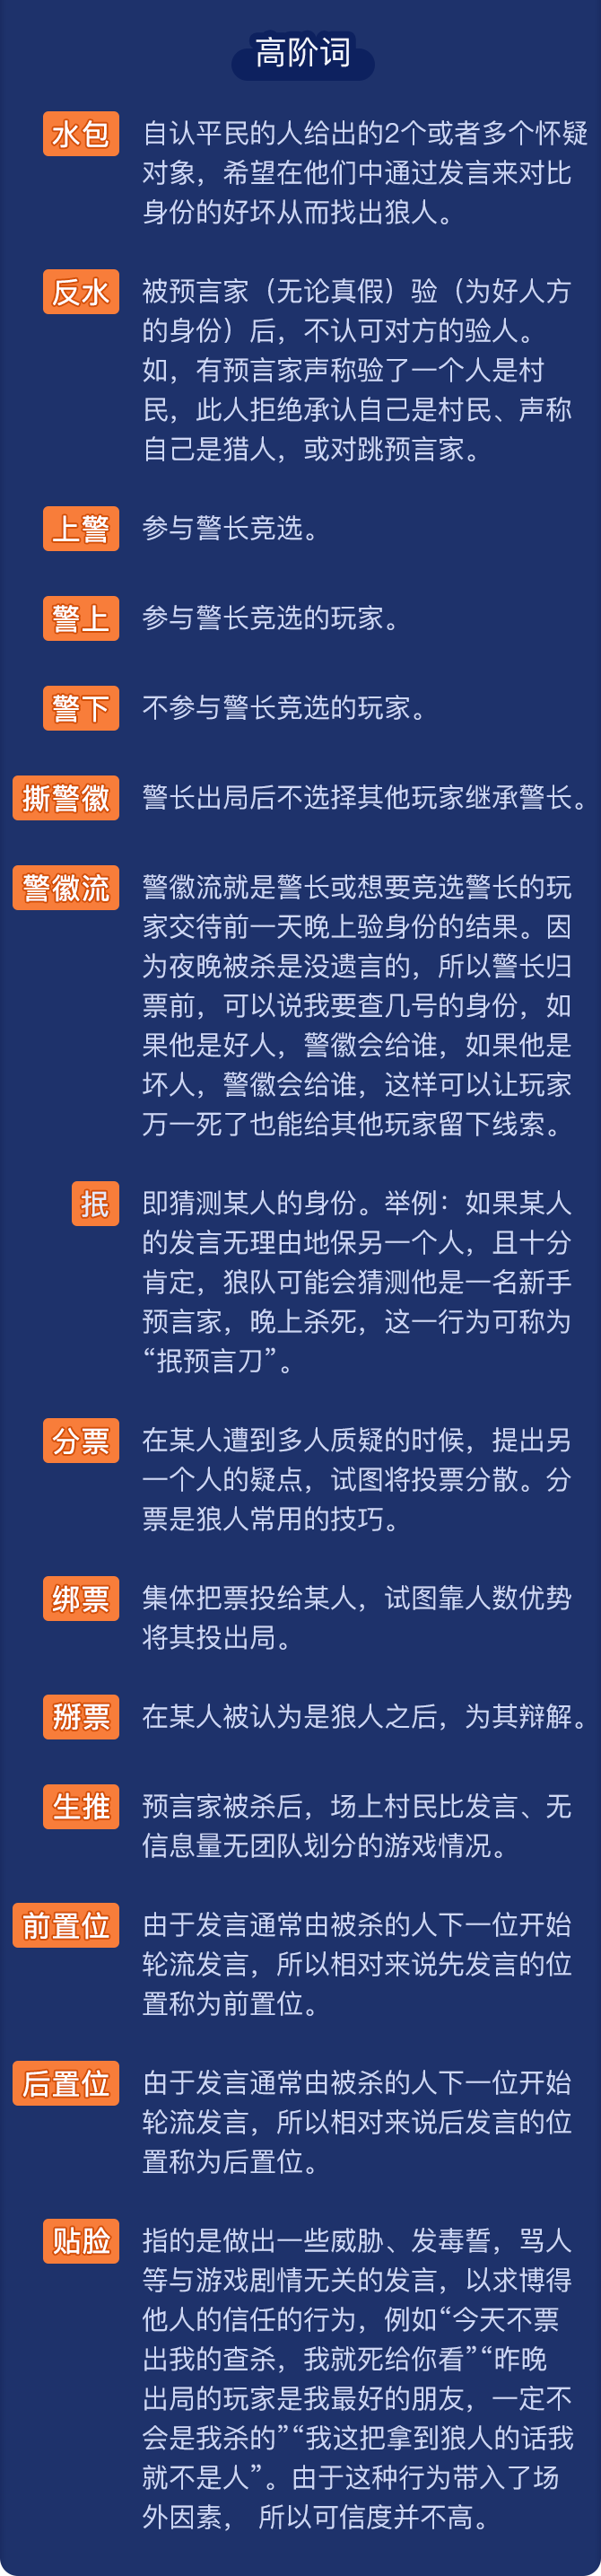 高阶词
水包
自认平民的人给出的2个或者多个怀疑
对象，希望在他们中通过发言来对比
身份的好坏从而找出狼人。
反水
被预言家（无论真假）验（为好人方
的身份）后，不认可对方的验人。
如，有预言家声称验了一个人是村
民，此人拒绝承认自己是村民、声称
自己是猎人，或对跳预言家。
上警
参与警长竞选。
警上
参与警长竞选的玩家。
警下
不参与警长竞选的玩家。
撕警徽
警长出局后不选择其他玩家继承警长。
警徽流
警徽流就是警长或想要竞选警长的玩
家交待前一天晚上验身份的结果。因
为夜晚被杀是没遗言的，所以警长归
票前，可以说我要查几号的身份，如
果他是好人，警徽会给谁，如果他是
坏人，警徽会给谁，这样可以让玩家
万一死了也能给其他玩家留下线索。
抿
即猜测某人的身份。举例：如果某人
的发言无理由地保另一个人，且十分
肯定，狼队可能会猜测他是一名新手
预言家，晚上杀死，这一行为可称为
“抿预言刀”。
分票
在某人遭到多人质疑的时候，提出另
一个人的疑点，试图将投票分散。分
票是狼人常用的技巧。
绑票
集体把票投给某人，试图靠人数优势
将其投出局。
掰票
在某人被认为是狼人之后，为其辩解。
生推
预言家被杀后，场上村民比发言、无
信息量无团队划分的游戏情况。
前置位
由于发言通常由被杀的人下一位开始
轮流发言，所以相对来说先发言的位
置称为前置位。
后置位
由于发言通常由被杀的人下一位开始
轮流发言，所以相对来说后发言的位
置称为后置位。
贴脸
指的是做出一些威胁、发毒誓，骂人
等与游戏剧情无关的发言，以求博得
他人的信任的行为，例如“今天不票
出我的查杀，我就死给你看”“昨晚
出局的玩家是我最好的朋友，一定不
会是我杀的”“我这把拿到狼人的话我
就不是人”。由于这种行为带入了场
外因素， 所以可信度并不高。